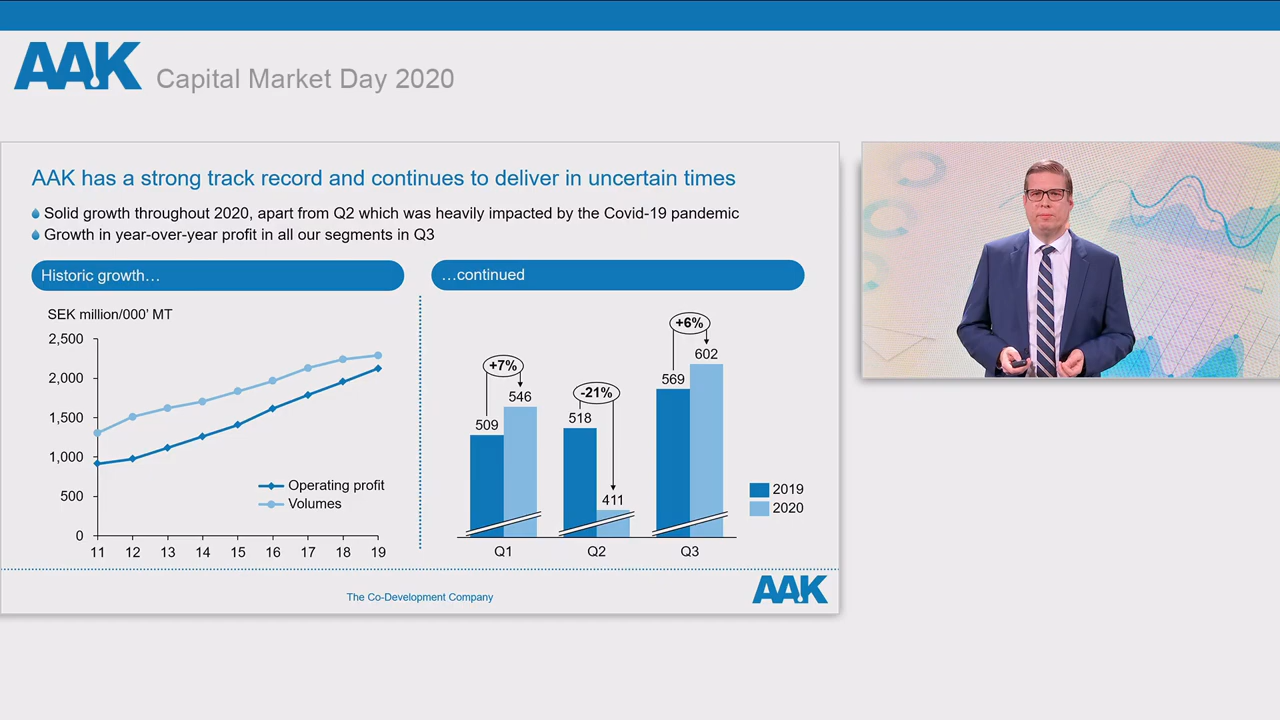 AAK Capital Market Day 2020
AAK has a strong track record and continues to deliver in uncertain times
Solid growth throughout 2020, apart from Q2 which was heavily impacted by the Covid-19 pandemic
Growth in year-over-year profit in all our segments in Q3
Historic growth…
…continued
SEK million/000’ MT
2,500
2,000
1,500
1,000
500
0
11 12 13 14 15 16 17 18 19
Operating profit
Volumes
+7%
-21%
+6%
509
546
518
411
569
602
Q1 Q2 Q3
2019
2020
The Co-Development Company
AAK